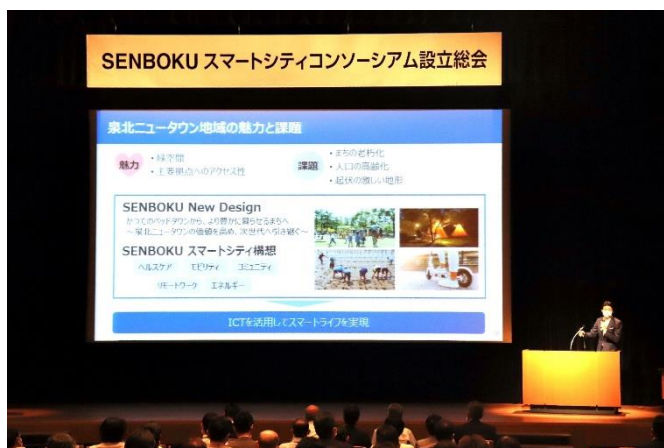 SENBOKU スマートシティコンソーシアム設立総会
泉北ニュータウン地域の魅力と課題
魅力
・緑空間
・主要拠点へのアクセス性
課題
・まちの老朽化
・人口の高齢化
・起伏の激しい地形
SENBOKU New Design
かつてのベッドタウンから、より豊かに暮らせるまちへ
～泉北ニュータウンの価値を高め、次世代へ引き継ぐ～
SENBOKU スマートシティ構想
ヘルスケア モビリティ コミュニティ
リモートワーク エネルギー
ICTを活用してスマートライフを実現